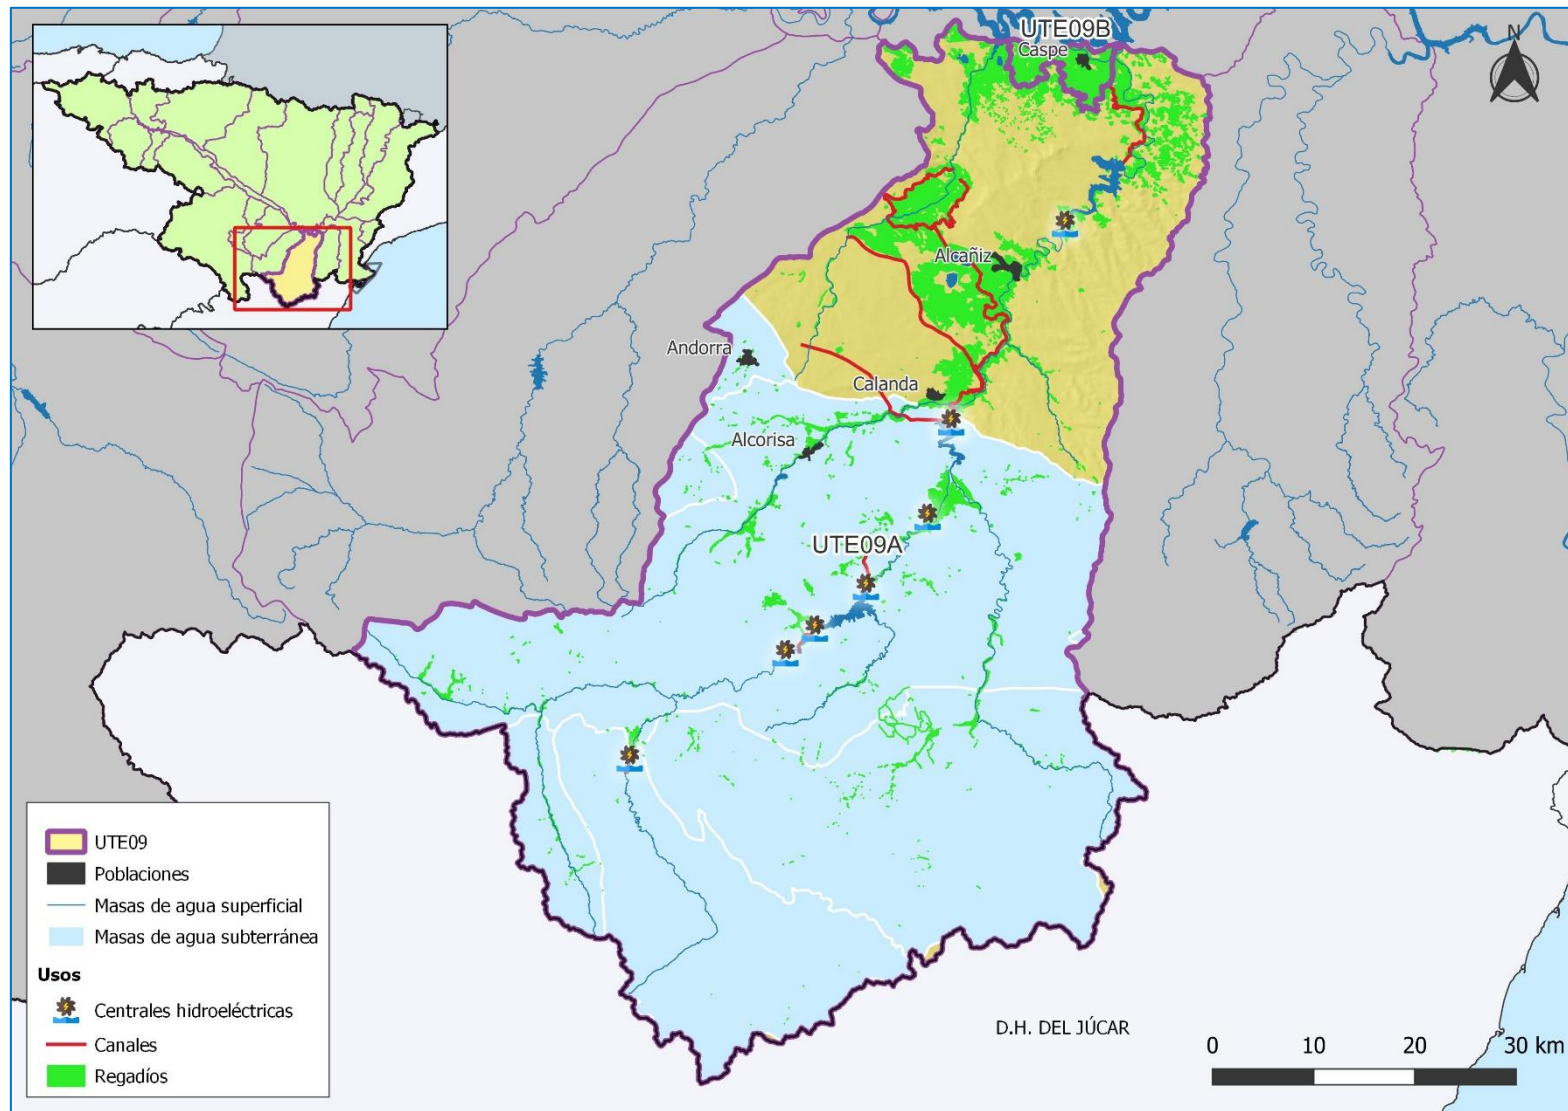 UTE09B
Caspe
N
Alcañiz
Andorra
Calanda
Alcorisa
UTE09A
UTE09
Poblaciones
Masas de agua superficial
Masas de agua subterránea
Usos
Centrales hidroeléctricas
Canales
Regadíos
D.H. DEL JÚCAR
0 10 20 30 km